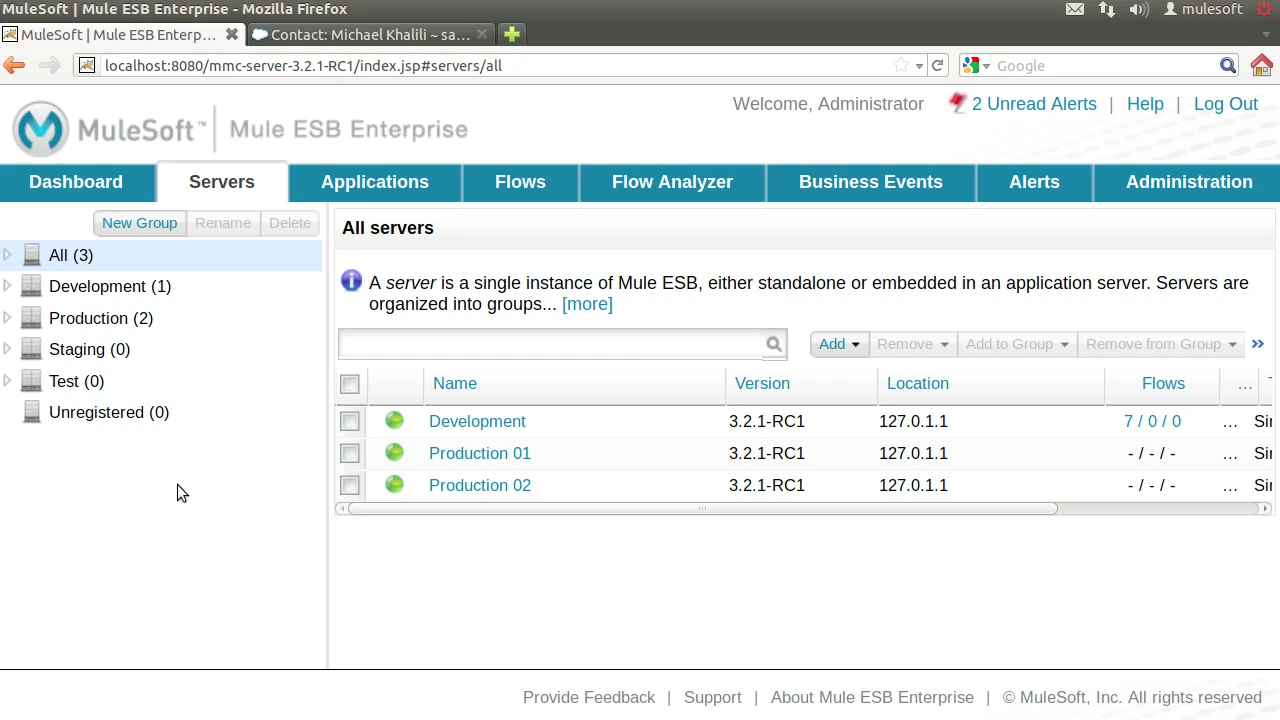 MuleSoft | Mule ESB Enterprise - Mozilla Firefox
mulesoft
MuleSoft | Mule ESB Enterp...
Contact: Michael Khalili ~ sa...
localhost:8080/mmc-server-3.2.1-RC1/index.jsp#servers/all
Google
Welcome, Administrator
2 Unread Alerts | Help | Log Out
MuleSoft™ | Mule ESB Enterprise
Dashboard
Servers
Applications
Flows
Flow Analyzer
Business Events
Alerts
Administration
New Group
Rename
Delete
All (3)
Development (1)
Production (2)
Staging (0)
Test (0)
Unregistered (0)
All servers
A server is a single instance of Mule ESB, either standalone or embedded in an application server. Servers are
organized into groups... [more]
Add
Remove
Add to Group
Remove from Group
»
Name Version Location Flows ...
Development 3.2.1-RC1 127.0.1.1 7 / 0 / 0 ...
Production 01 3.2.1-RC1 127.0.1.1 - / - / - ...
Production 02 3.2.1-RC1 127.0.1.1 - / - / - ...
Provide Feedback | Support | About Mule ESB Enterprise | © MuleSoft, Inc. All rights reserved